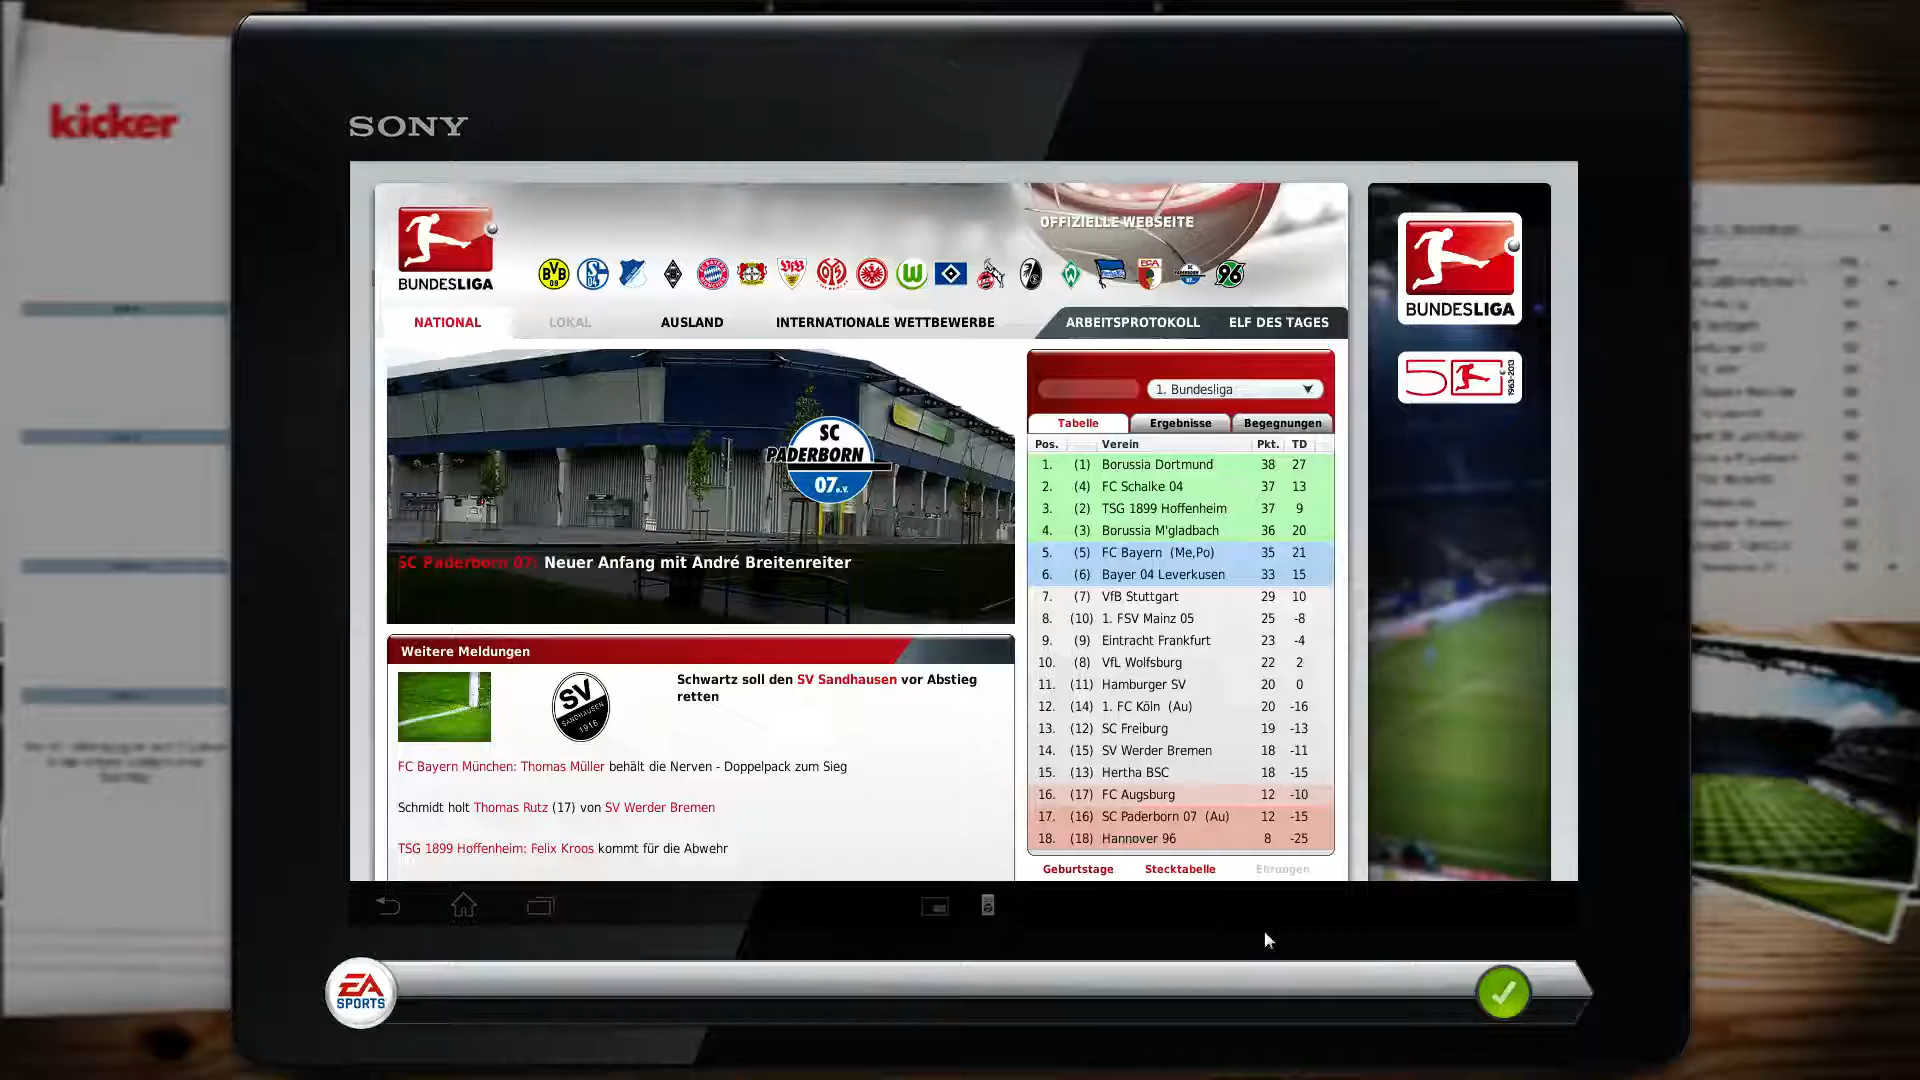 kicker
SONY
OFFIZIELLE WEBSEITE
BUNDESLIGA
NATIONAL LOKAL AUSLAND INTERNATIONALE WETTBEWERBE ARBEITSPROTOKOLL ELF DES TAGES
SC PADERBORN 07 e.V.
SC Paderborn 07: Neuer Anfang mit André Breitenreiter
Weitere Meldungen
SV SANDHAUSEN 1916
Schwartz soll den SV Sandhausen vor Abstieg
retten
FC Bayern München: Thomas Müller behält die Nerven - Doppelpack zum Sieg
Schmidt holt Thomas Rutz (17) von SV Werder Bremen
TSG 1899 Hoffenheim: Felix Kroos kommt für die Abwehr
1. Bundesliga
Tabelle Ergebnisse Begegnungen
Pos. Verein Pkt. TD
1. (1) Borussia Dortmund 38 27
2. (4) FC Schalke 04 37 13
3. (2) TSG 1899 Hoffenheim 37 9
4. (3) Borussia M'gladbach 36 20
5. (5) FC Bayern (Me,Po) 35 21
6. (6) Bayer 04 Leverkusen 33 15
7. (7) VfB Stuttgart 29 10
8. (10) 1. FSV Mainz 05 25 -8
9. (9) Eintracht Frankfurt 23 -4
10. (8) VfL Wolfsburg 22 2
11. (11) Hamburger SV 20 0
12. (14) 1. FC Köln (Au) 20 -16
13. (12) SC Freiburg 19 -13
14. (15) SV Werder Bremen 18 -11
15. (13) Hertha BSC 18 -15
16. (17) FC Augsburg 12 -10
17. (16) SC Paderborn 07 (Au) 12 -15
18. (18) Hannover 96 8 -25
Geburtstage Stecktabelle Ehrungen
BUNDESLIGA
50 1963-2013
EA
SPORTS